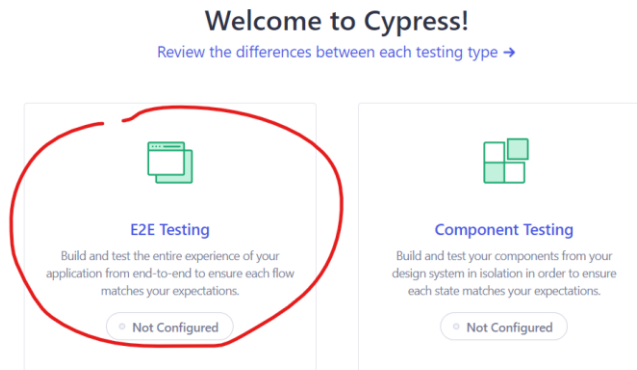 Welcome to Cypress!
Review the differences between each testing type →
E2E Testing
Build and test the entire experience of your
application from end-to-end to ensure each flow
matches your expectations.
Not Configured
Component Testing
Build and test your components from your
design system in isolation in order to ensure
each state matches your expectations.
Not Configured